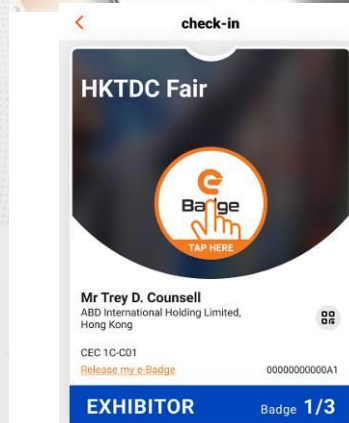 check-in
HKTDC Fair
Badge
TAP HERE
Mr Trey D. Counsell
ABD International Holding Limited,
Hong Kong
CEC 1C-C01
Release my e-Badge
00000000000A1
EXHIBITOR
Badge 1/3